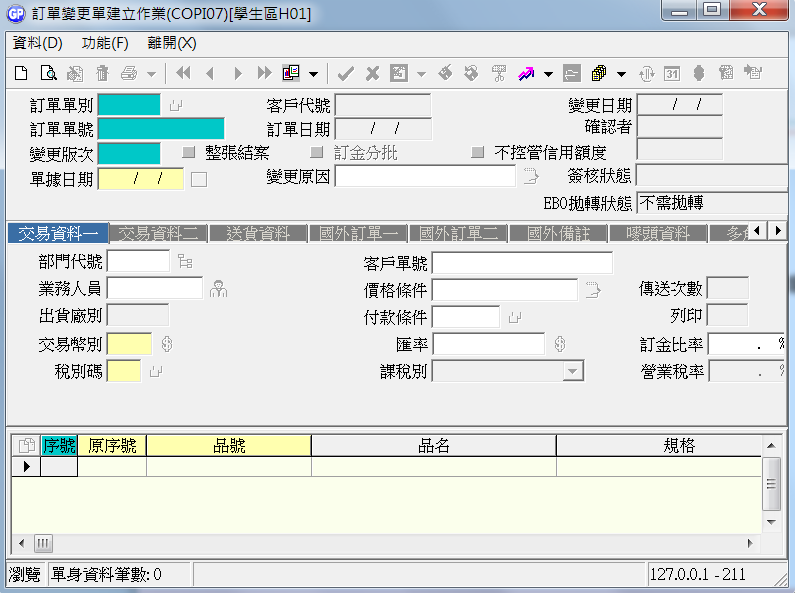 訂單變更單建立作業(COPI07)[學生區H01]
資料(D) 功能(F) 離開(X)
訂單單別 客戶代號 變更日期 / /
訂單單號 訂單日期 / / 確認者
變更版次 整張結案 訂金分批 不控管信用額度
單據日期 / / 變更原因 簽核狀態
EBO拋轉狀態 不需拋轉
交易資料一 交易資料二 送貨資料 國外訂單一 國外訂單二 國外備註 嘜頭資料
部門代號 客戶單號
業務人員 價格條件 傳送次數
出貨廠別 付款條件 列印
交易幣別 匯率 訂金比率 . %
稅別碼 課稅別 營業稅率 . %
序號 原序號 品號 品名 規格
瀏覽 單身資料筆數: 0 127.0.0.1 - 211